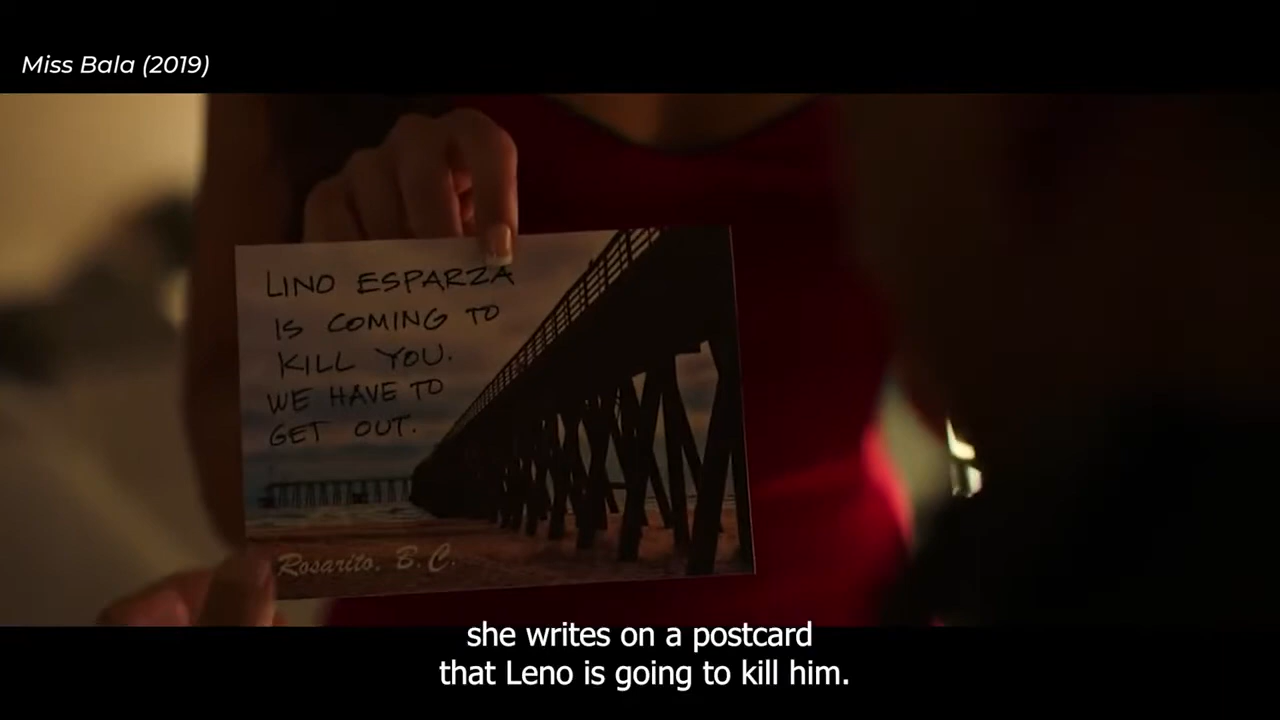 Miss Bala (2019)
LINO ESPARZA
IS COMING TO
KILL YOU.
WE HAVE TO
GET OUT.
Rosarito, B.C.
she writes on a postcard
that Leno is going to kill him.